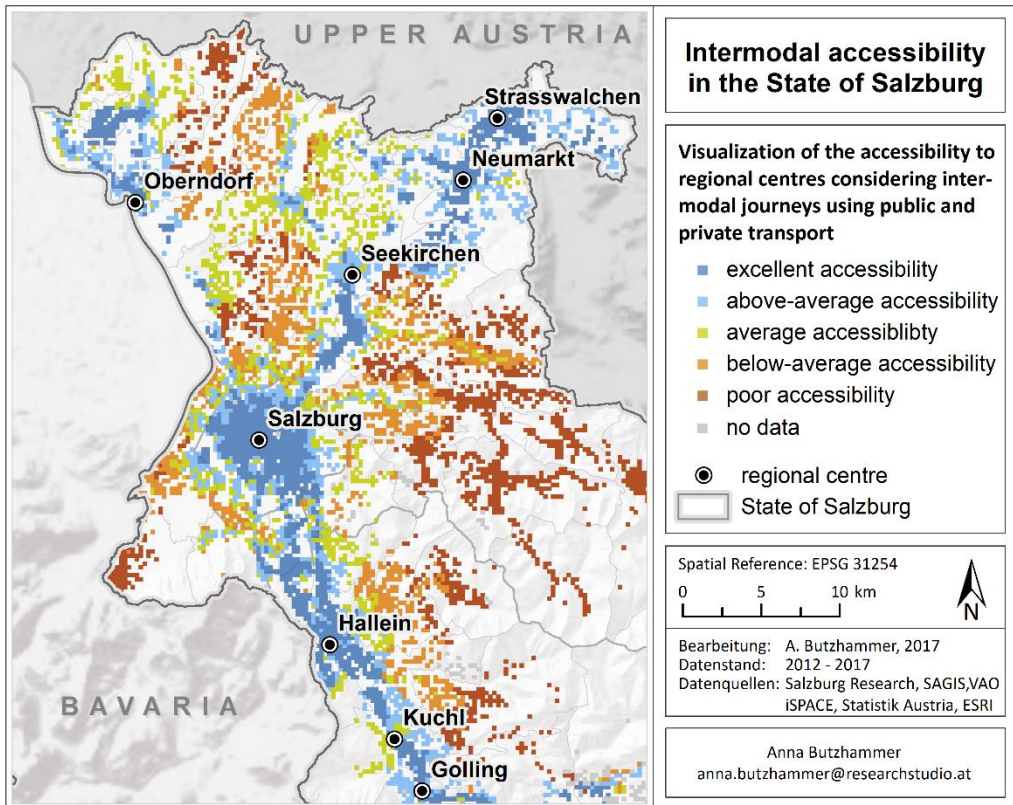 UPPER AUSTRIA
Strasswalchen
Neumarkt
Oberndorf
Seekirchen
Salzburg
Hallein
BAVARIA
Kuchl
Golling
Intermodal accessibility
in the State of Salzburg
Visualization of the accessibility to
regional centres considering inter-
modal journeys using public and
private transport
excellent accessibility
above-average accessibility
average accessiblibty
below-average accessibility
poor accessibility
no data
regional centre
State of Salzburg
Spatial Reference: EPSG 31254
0 5 10 km
N
Bearbeitung: A. Butzhammer, 2017
Datenstand: 2012 - 2017
Datenquellen: Salzburg Research, SAGIS,VAO
iSPACE, Statistik Austria, ESRI
Anna Butzhammer
anna.butzhammer@researchstudio.at